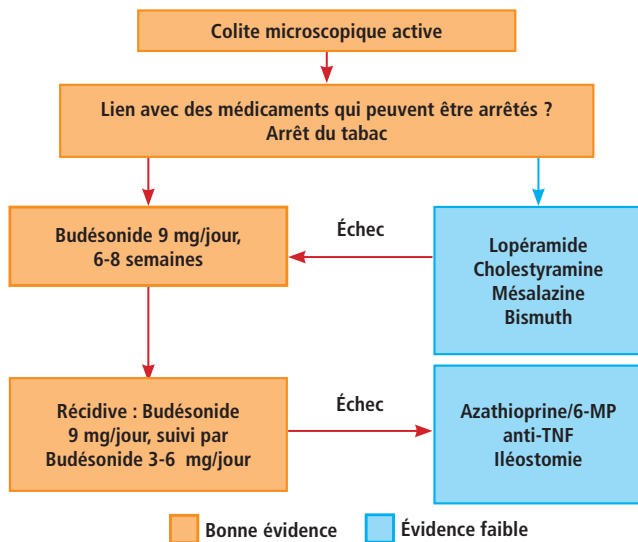 Colite microscopique active
Lien avec des médicaments qui peuvent être arrêtés ?
Arrêt du tabac
Budésonide 9 mg/jour,
6-8 semaines
Échec
Lopéramide
Cholestyramine
Mésalazine
Bismuth
Récidive : Budésonide
9 mg/jour, suivi par
Budésonide 3-6 mg/jour
Échec
Azathioprine/6-MP
anti-TNF
Iléostomie
Bonne évidence
Évidence faible